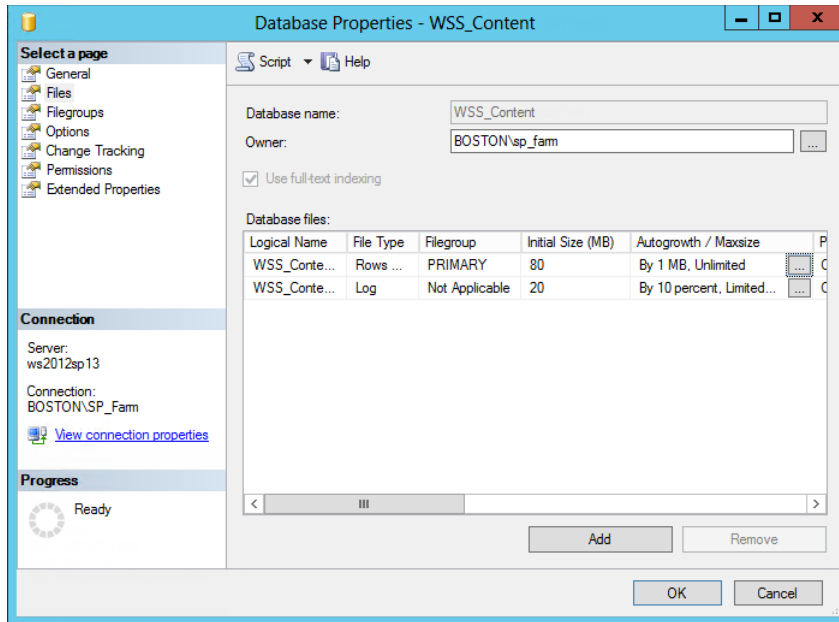 Database Properties - WSS_Content
Select a page
General
Files
Filegroups
Options
Change Tracking
Permissions
Extended Properties
Script Help
Database name: WSS_Content
Owner: BOSTON\sp_farm ...
Use full-text indexing
Database files:
Logical Name File Type Filegroup Initial Size (MB) Autogrowth / Maxsize P
WSS_Conte... Rows ... PRIMARY 80 By 1 MB, Unlimited ... C
WSS_Conte... Log Not Applicable 20 By 10 percent, Limited... ... C
Connection
Server:
ws2012sp13
Connection:
BOSTON\SP_Farm
View connection properties
Progress
Ready
Add Remove
OK Cancel